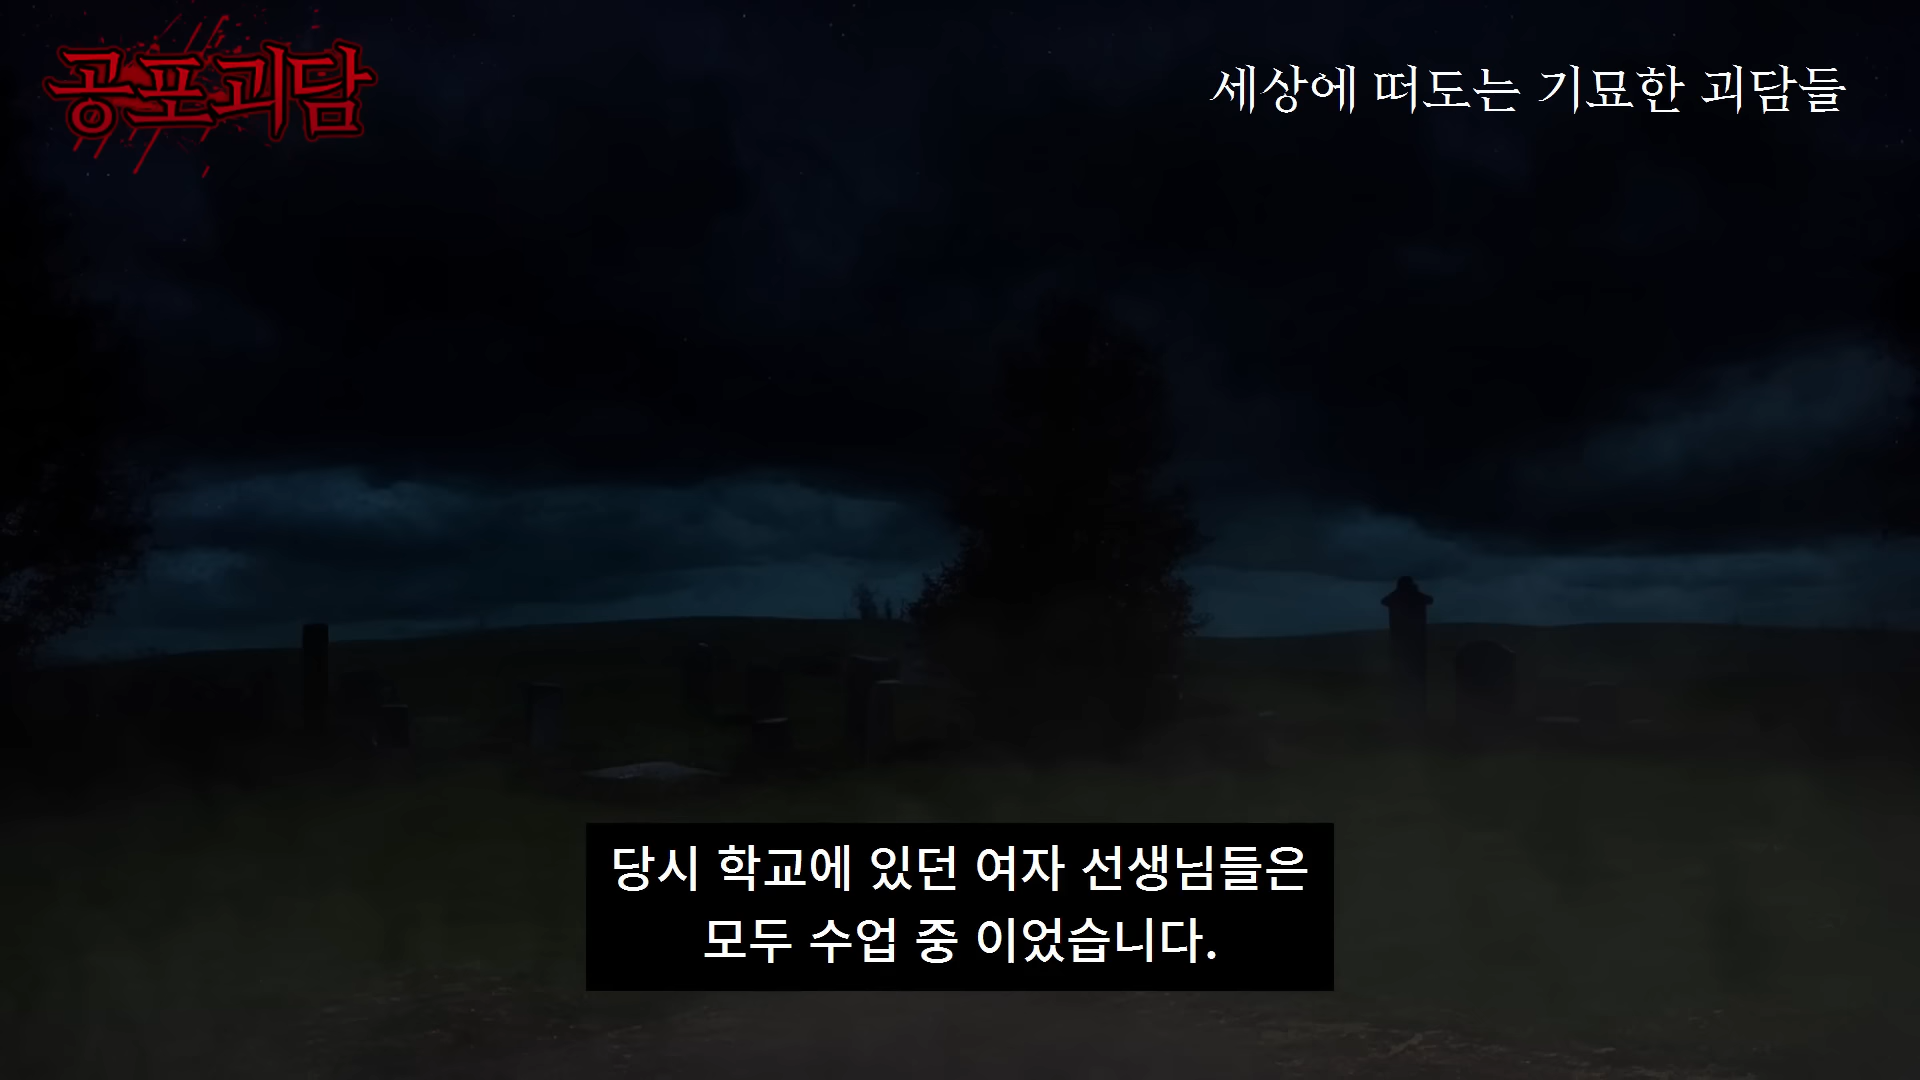 공포괴담
세상에 떠도는 기묘한 괴담들
당시 학교에 있던 여자 선생님들은
모두 수업 중 이었습니다.